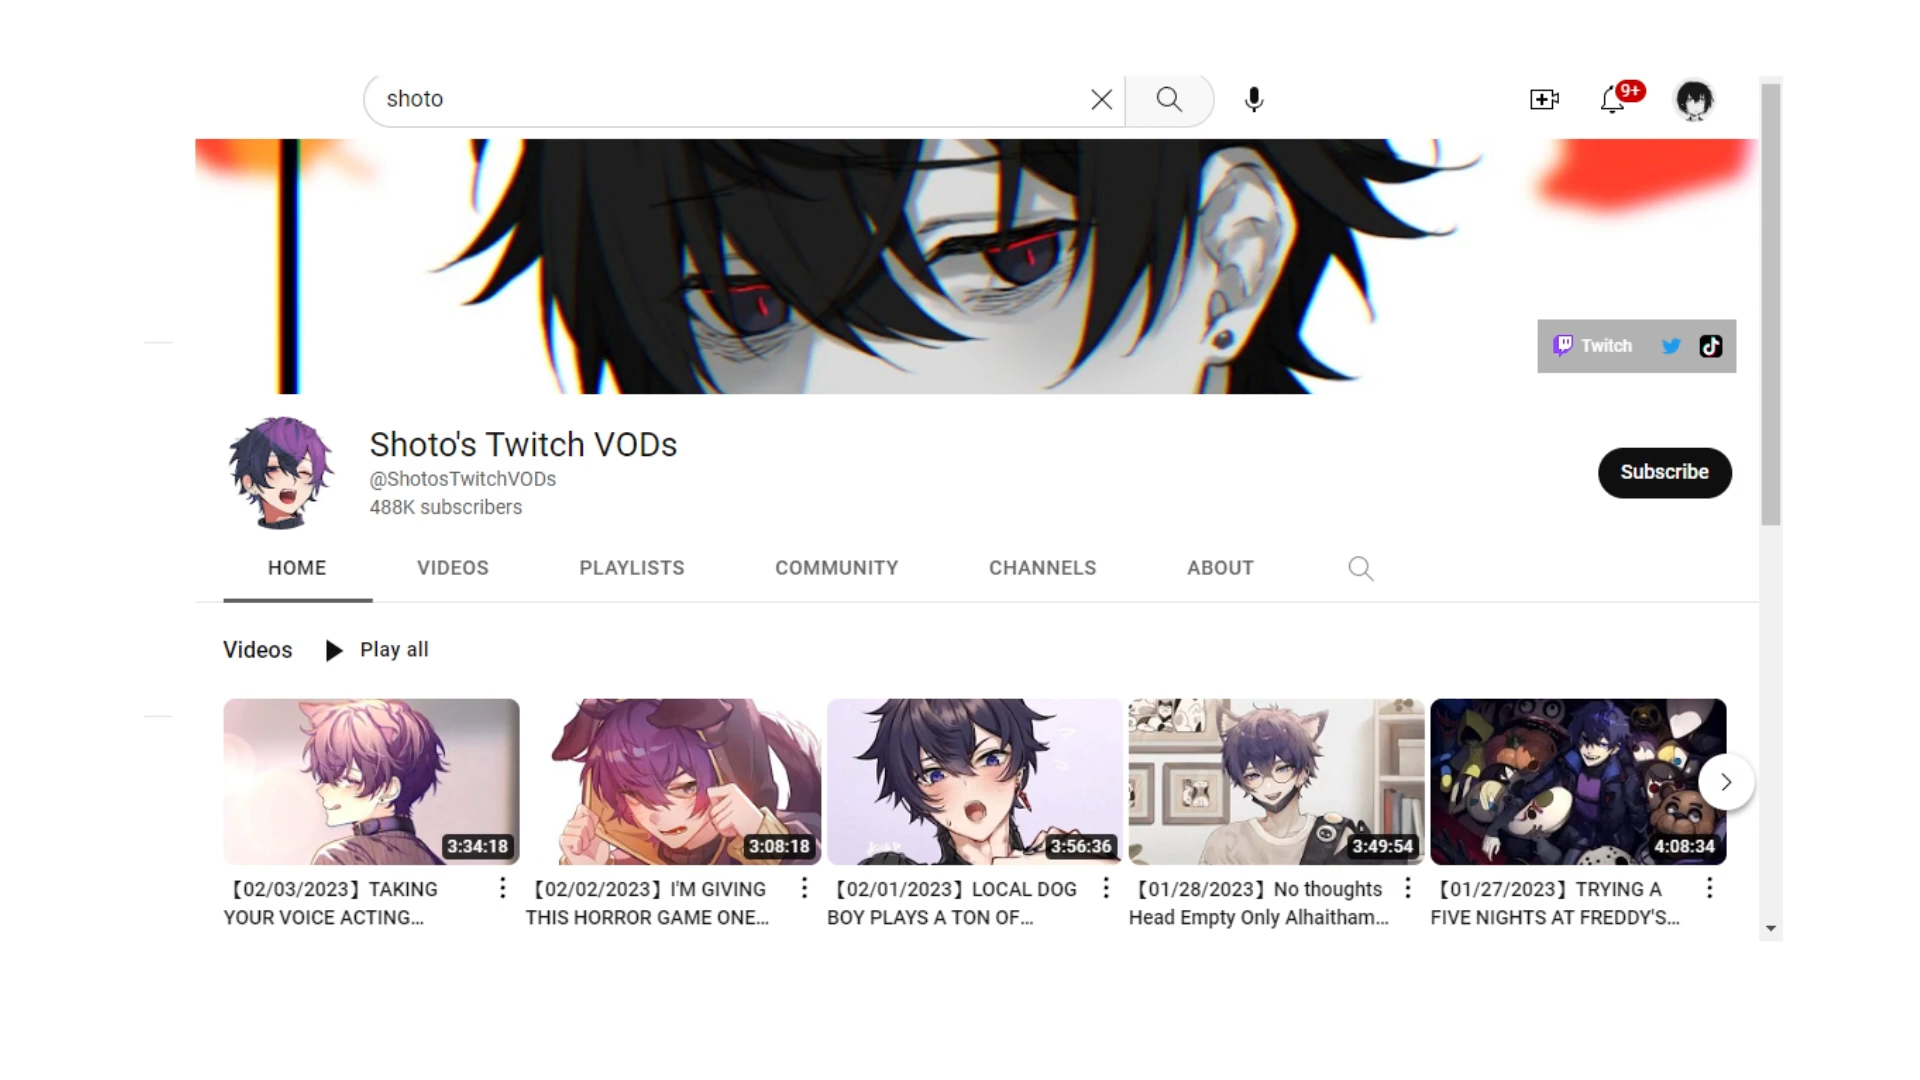 shoto
9+
Twitch
Shoto's Twitch VODs
@ShotosTwitchVODs
488K subscribers
Subscribe
HOME VIDEOS PLAYLISTS COMMUNITY CHANNELS ABOUT
Videos Play all
3:34:18 3:08:18 3:56:36 3:49:54 4:08:34
【02/03/2023】TAKING
YOUR VOICE ACTING...
【02/02/2023】I'M GIVING
THIS HORROR GAME ONE...
【02/01/2023】LOCAL DOG
BOY PLAYS A TON OF...
【01/28/2023】No thoughts
Head Empty Only Alhaitham...
【01/27/2023】TRYING A
FIVE NIGHTS AT FREDDY'S...